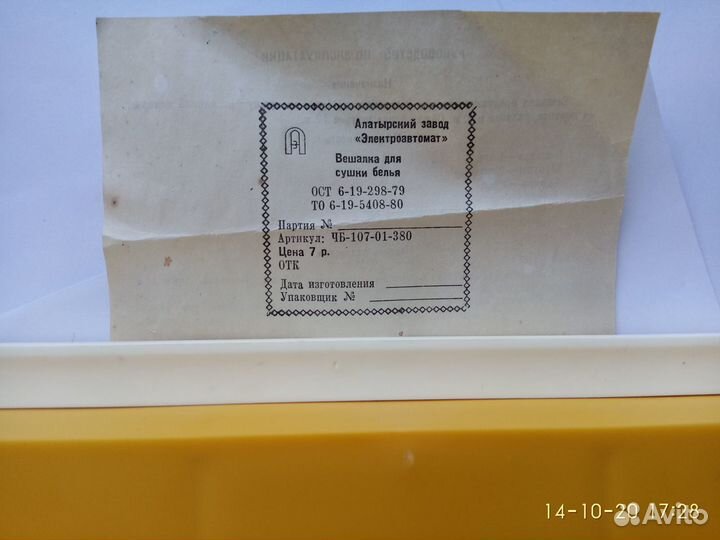 Алатырский завод
«Электроавтомат»
Вешалка для
сушки белья
ОСТ 6-19-298-79
ТО 6-19-5408-80
Партия №
Артикул: ЧБ-107-01-380
Цена 7 р.
ОТК
Дата изготовления
Упаковщик №
14-10-20 17:28
Avito